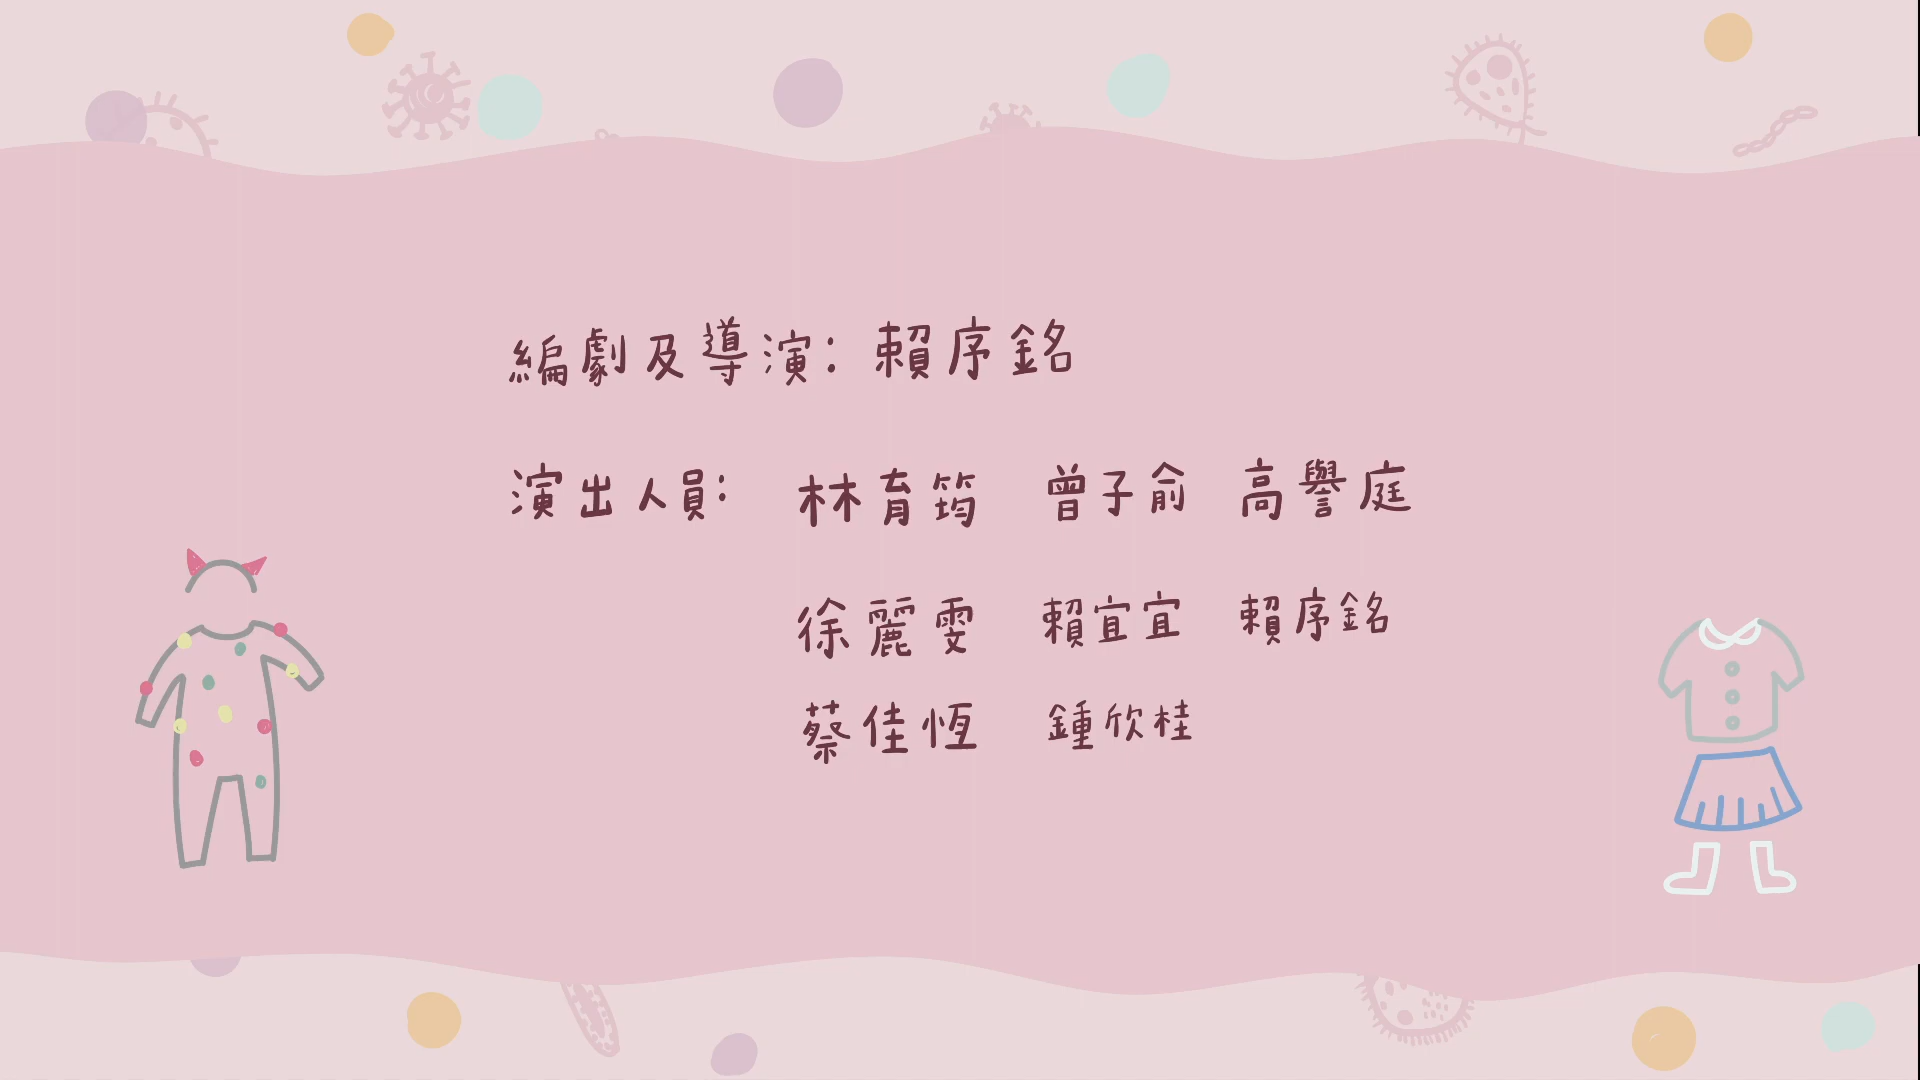 編劇及導演: 賴序銘
演出人員: 林育筠 曾子俞 高譽庭
徐麗雯 賴宜宜 賴序銘
蔡佳恆 鍾欣桂